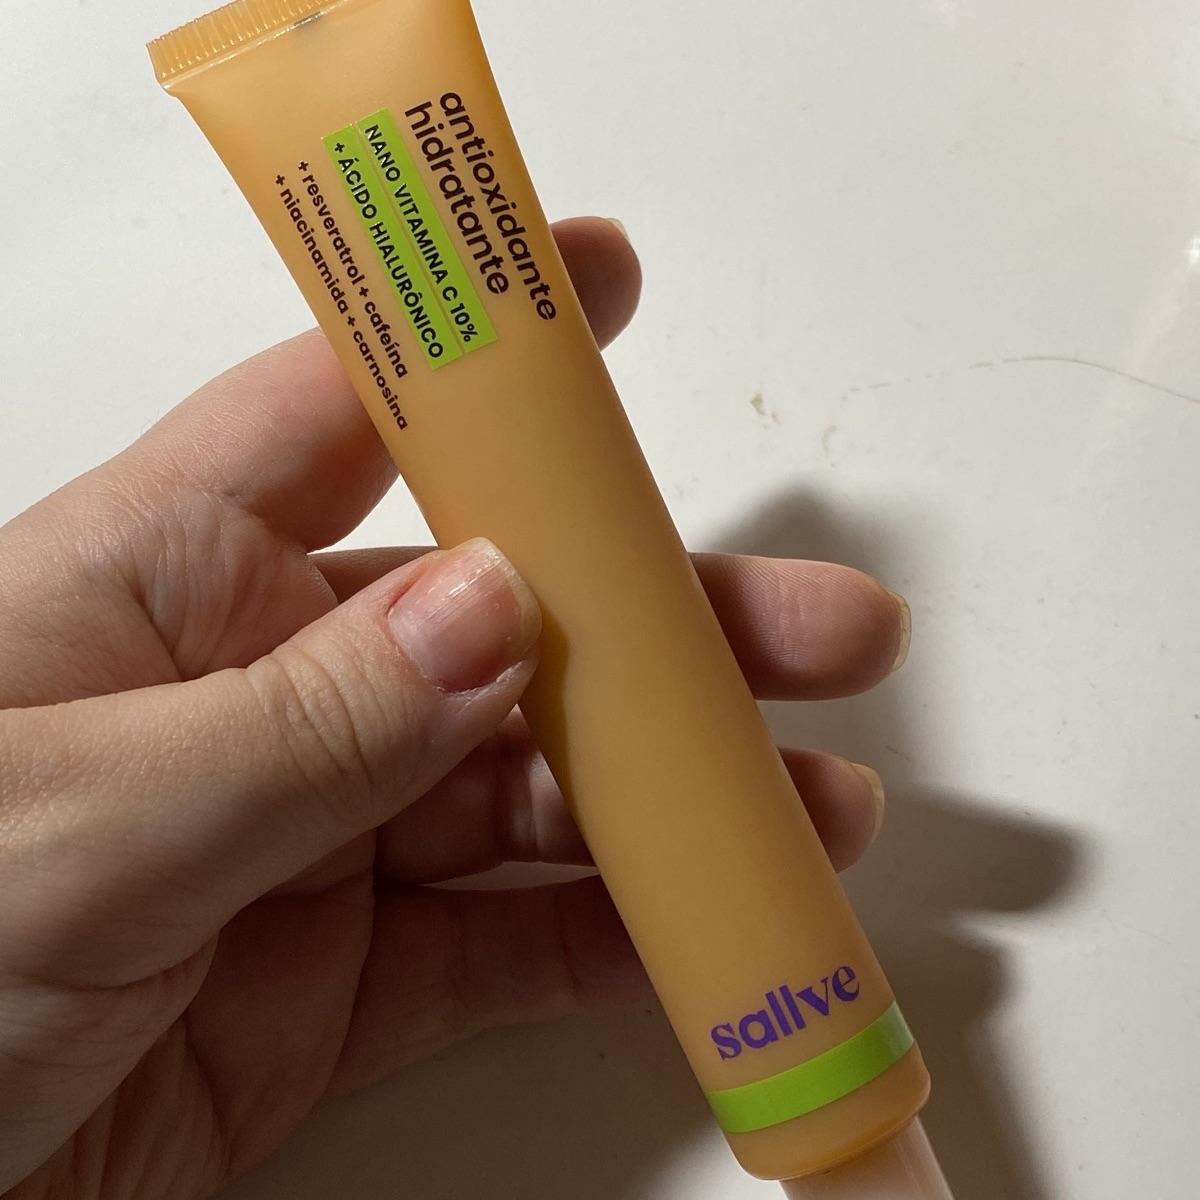 antioxidante
hidratante
NANO VITAMINA C 10%
+ ÁCIDO HIALURÔNICO
+ resveratrol + cafeína
+ niacinamida + carnosina
sallve